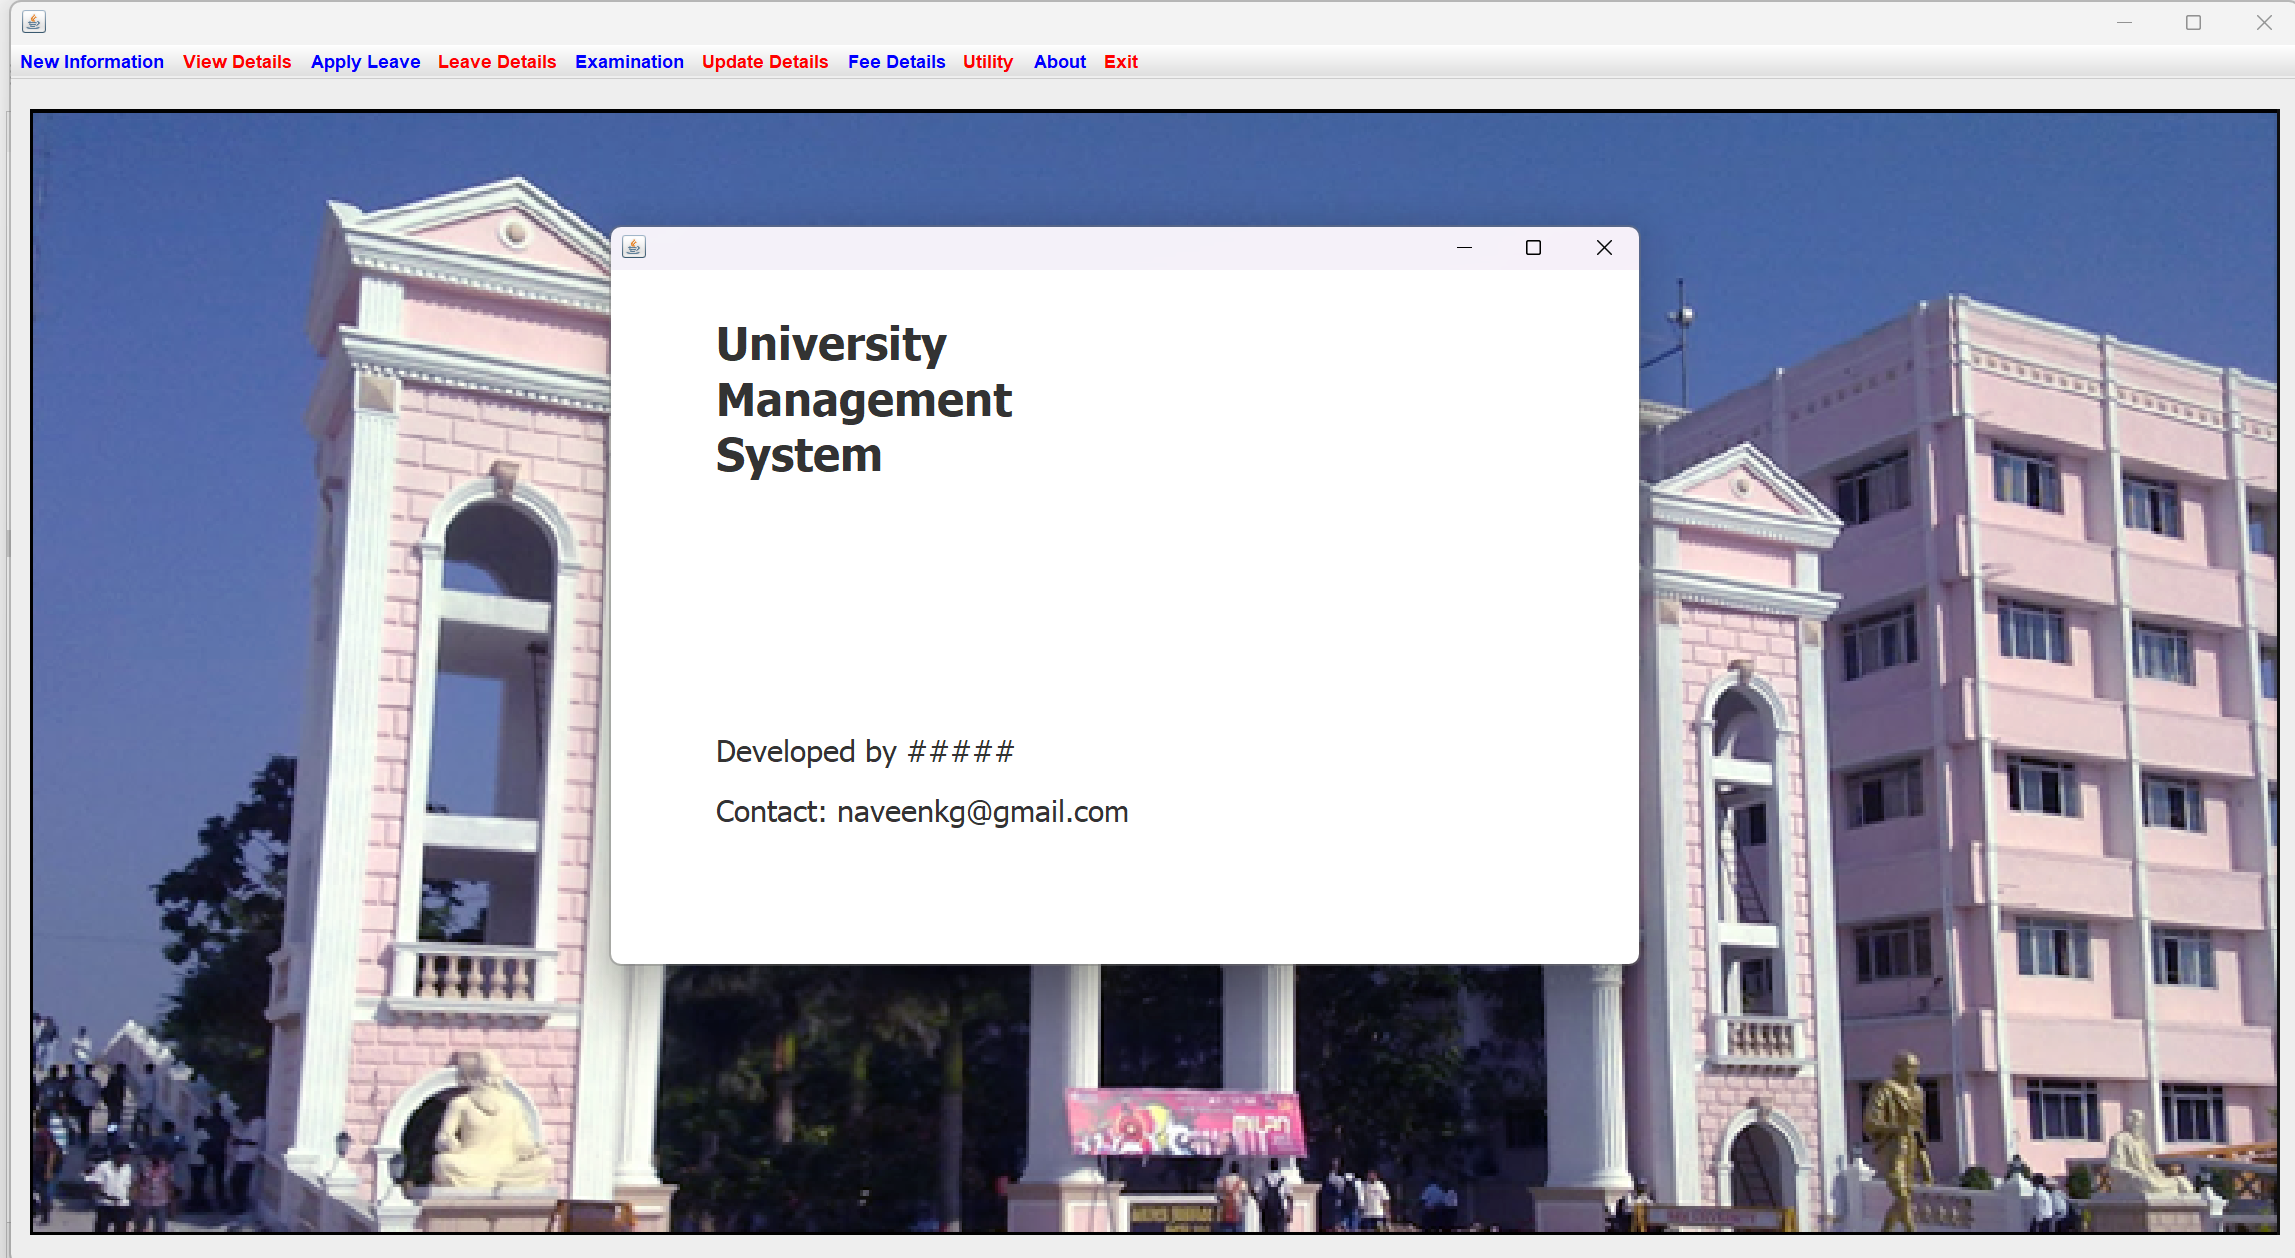 New Information View Details Apply Leave Leave Details Examination Update Details Fee Details Utility About Exit
University
Management
System
Developed by #####
Contact: naveenkg@gmail.com
MILAN